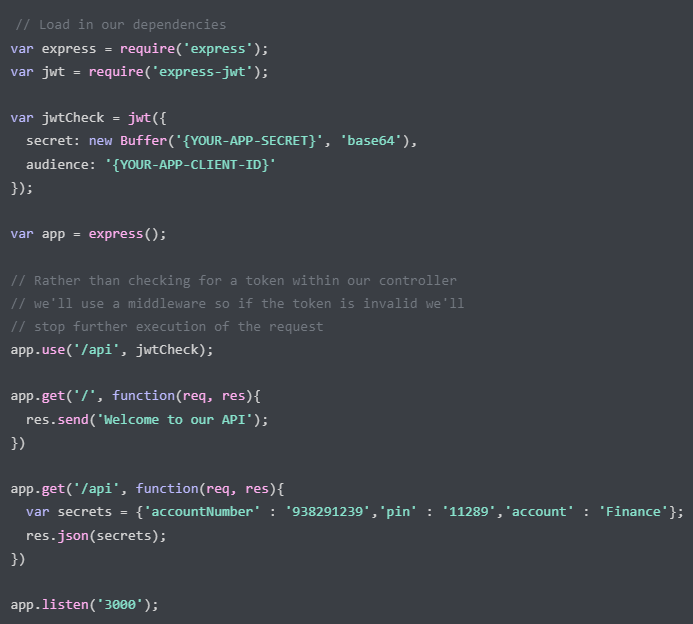 // Load in our dependencies
var express = require('express');
var jwt = require('express-jwt');
var jwtCheck = jwt({
  secret: new Buffer('{YOUR-APP-SECRET}', 'base64'),
  audience: '{YOUR-APP-CLIENT-ID}'
});
var app = express();
// Rather than checking for a token within our controller
// we'll use a middleware so if the token is invalid we'll
// stop further execution of the request
app.use('/api', jwtCheck);
app.get('/', function(req, res){
  res.send('Welcome to our API');
})
app.get('/api', function(req, res){
  var secrets = {'accountNumber' : '938291239','pin' : '11289','account' : 'Finance'};
  res.json(secrets);
})
app.listen('3000');